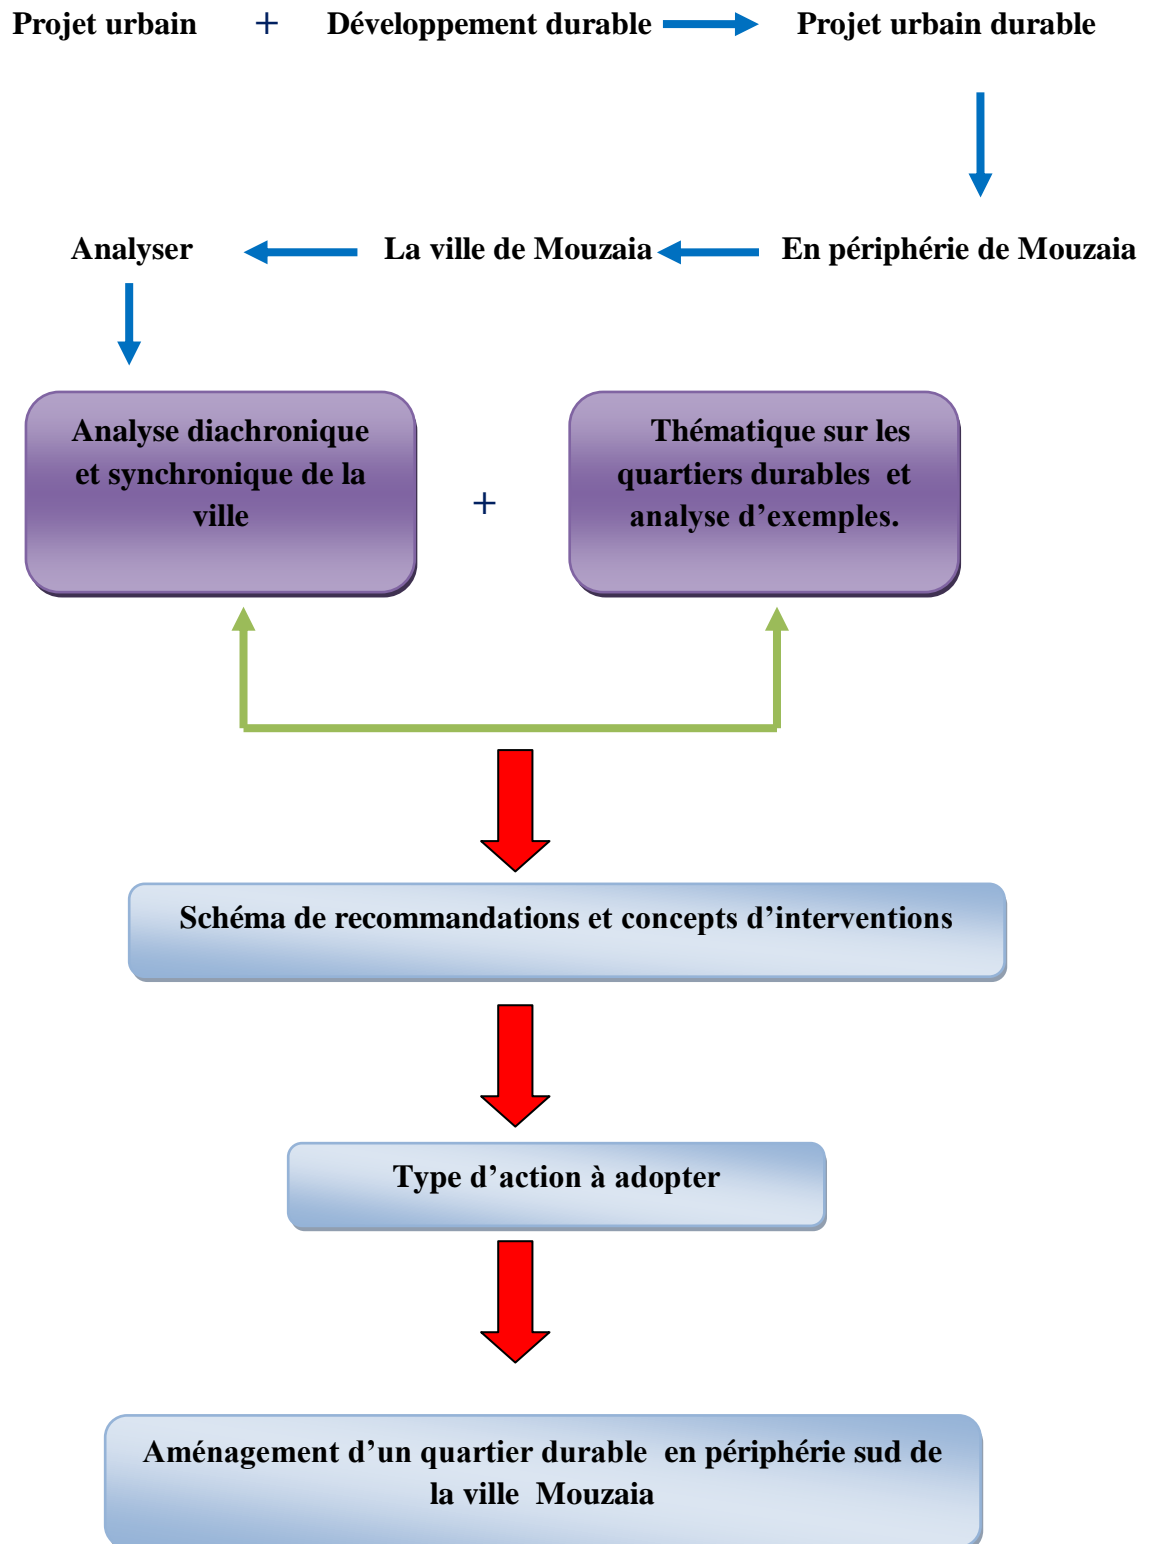 Projet urbain + Développement durable Projet urbain durable
Analyser La ville de Mouzaia En périphérie de Mouzaia
Analyse diachronique
et synchronique de la
ville
+
Thématique sur les
quartiers durables et
analyse d’exemples.
Schéma de recommandations et concepts d’interventions
Type d’action à adopter
Aménagement d’un quartier durable en périphérie sud de
la ville Mouzaia